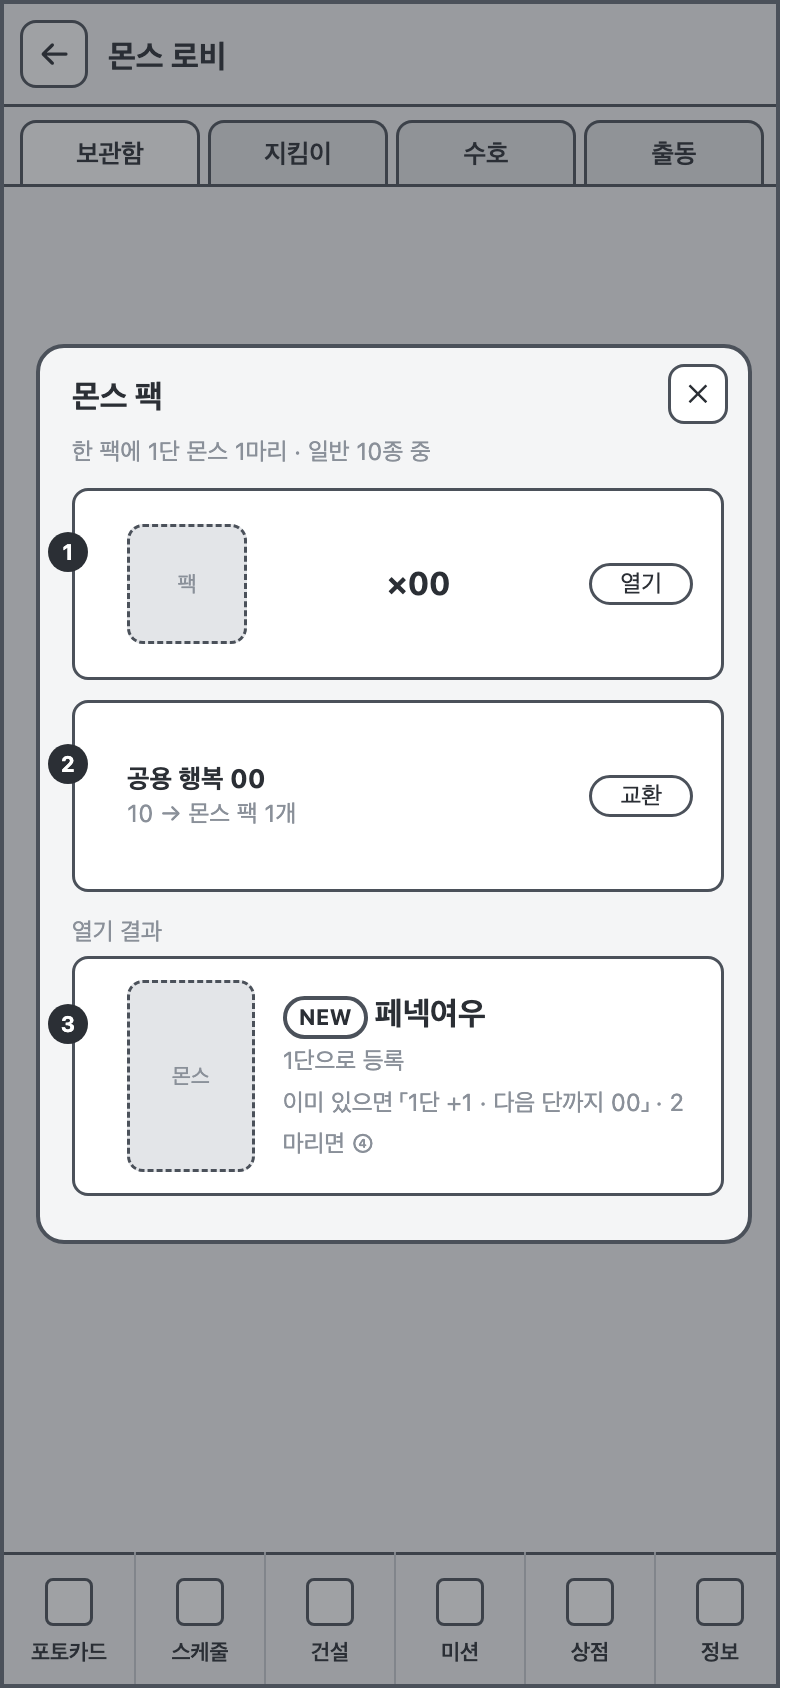 몬스 로비
보관함 지킴이 수호 출동
몬스 팩
한 팩에 1단 몬스 1마리 · 일반 10종 중
1
팩
×00
열기
2
공용 행복 00
10 → 몬스 팩 1개
교환
열기 결과
3
몬스
NEW 페넥여우
1단으로 등록
이미 있으면 「1단 +1 · 다음 단까지 00」 · 2
마리면 ④
포토카드 스케줄 건설 미션 상점 정보